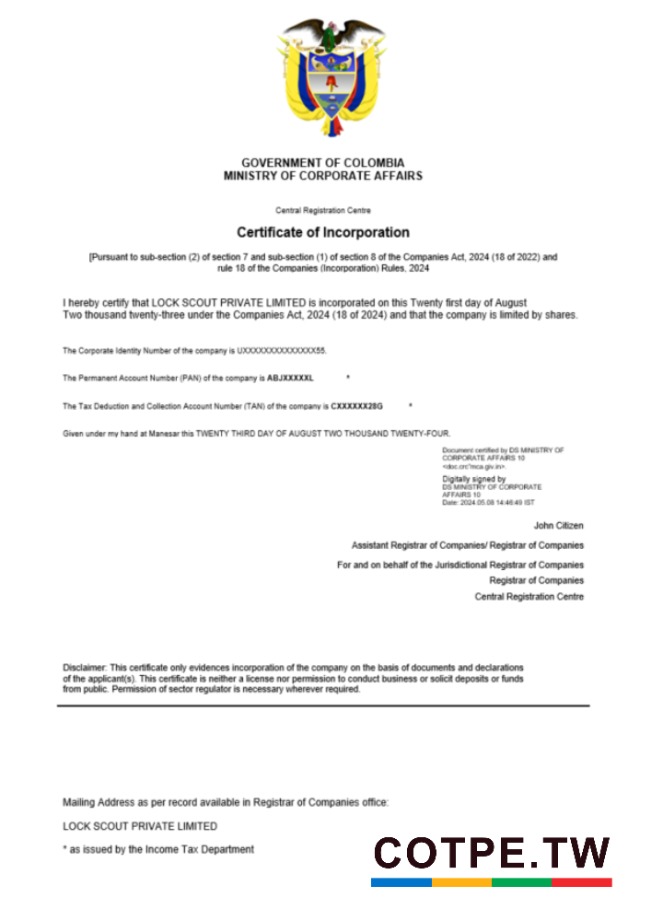 GOVERNMENT OF COLOMBIA
MINISTRY OF CORPORATE AFFAIRS
Central Registration Centre
Certificate of Incorporation
[Pursuant to sub-section (2) of section 7 and sub-section (1) of section 8 of the Companies Act, 2024 (18 of 2022) and
rule 18 of the Companies (Incorporation) Rules, 2024
I hereby certify that LOCK SCOUT PRIVATE LIMITED is incorporated on this Twenty first day of August
Two thousand twenty-three under the Companies Act, 2024 (18 of 2024) and that the company is limited by shares.
The Corporate Identity Number of the company is UXXXXXXXXXXXXXXX55.
The Permanent Account Number (PAN) of the company is ABJXXXXXL *
The Tax Deduction and Collection Account Number (TAN) of the company is CXXXXXX28G *
Given under my hand at Manesar this TWENTY THIRD DAY OF AUGUST TWO THOUSAND TWENTY-FOUR.
Document certified by DS MINISTRY OF
CORPORATE AFFAIRS 10
Digitally signed by
DS MINISTRY OF CORPORATE
AFFAIRS 10
Date: 2024.05.08 14:46:49 IST
John Citizen
Assistant Registrar of Companies/ Registrar of Companies
For and on behalf of the Jurisdictional Registrar of Companies
Registrar of Companies
Central Registration Centre
Disclaimer: This certificate only evidences incorporation of the company on the basis of documents and declarations
of the applicant(s). This certificate is neither a license nor permission to conduct business or solicit deposits or funds
from public. Permission of sector regulator is necessary wherever required.
Mailing Address as per record available in Registrar of Companies office:
LOCK SCOUT PRIVATE LIMITED
* as issued by the Income Tax Department
COTPE.TW